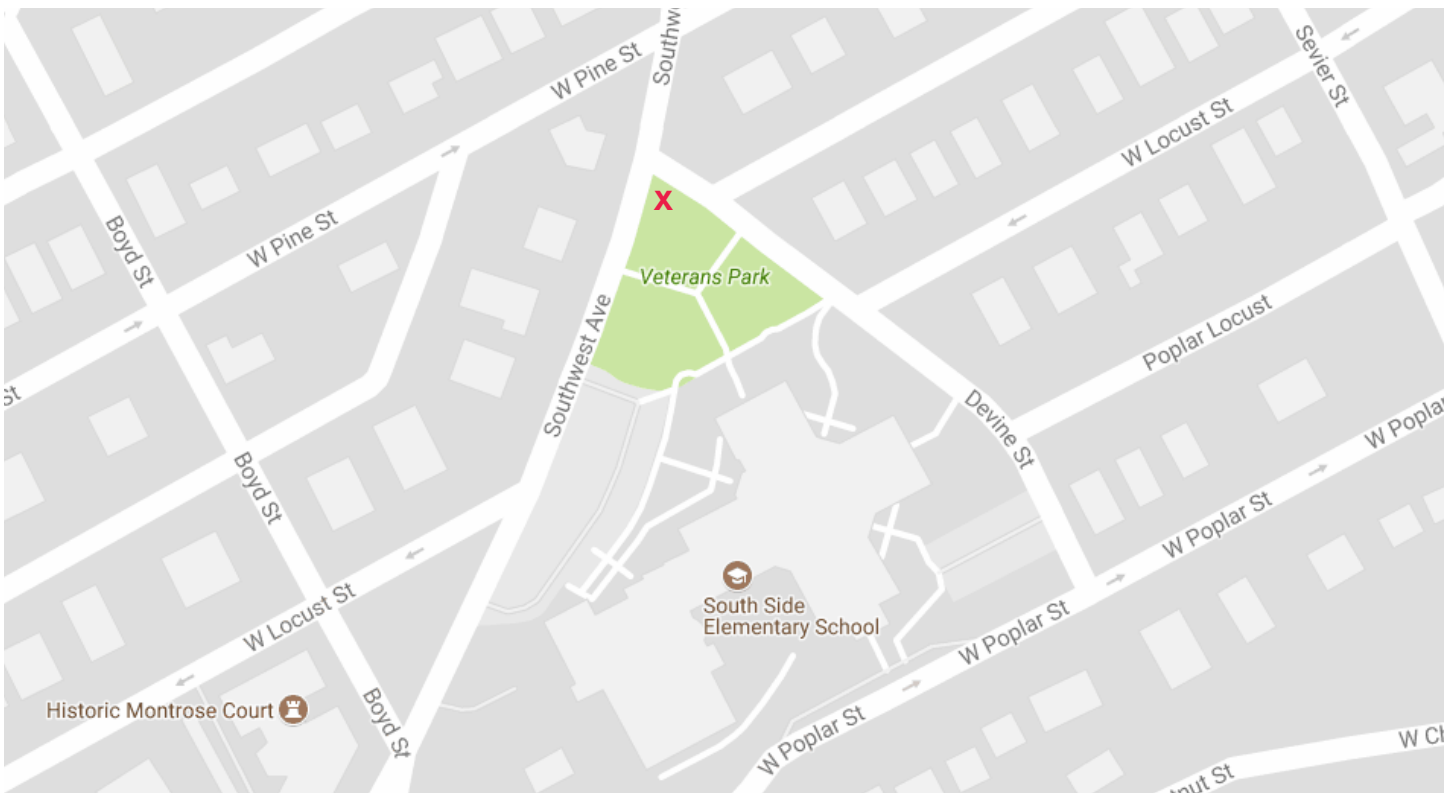 Southw
Sevier St
W Pine St
W Locust St
X
W Pine St
Boyd St
Veterans Park
Southwest Ave
Poplar Locust
St
Devine St
W Poplar
Boyd St
W Poplar St
South Side
Elementary School
W Locust St
W Poplar St
Historic Montrose Court
Boyd St
W Poplar St
W Ch
nut St